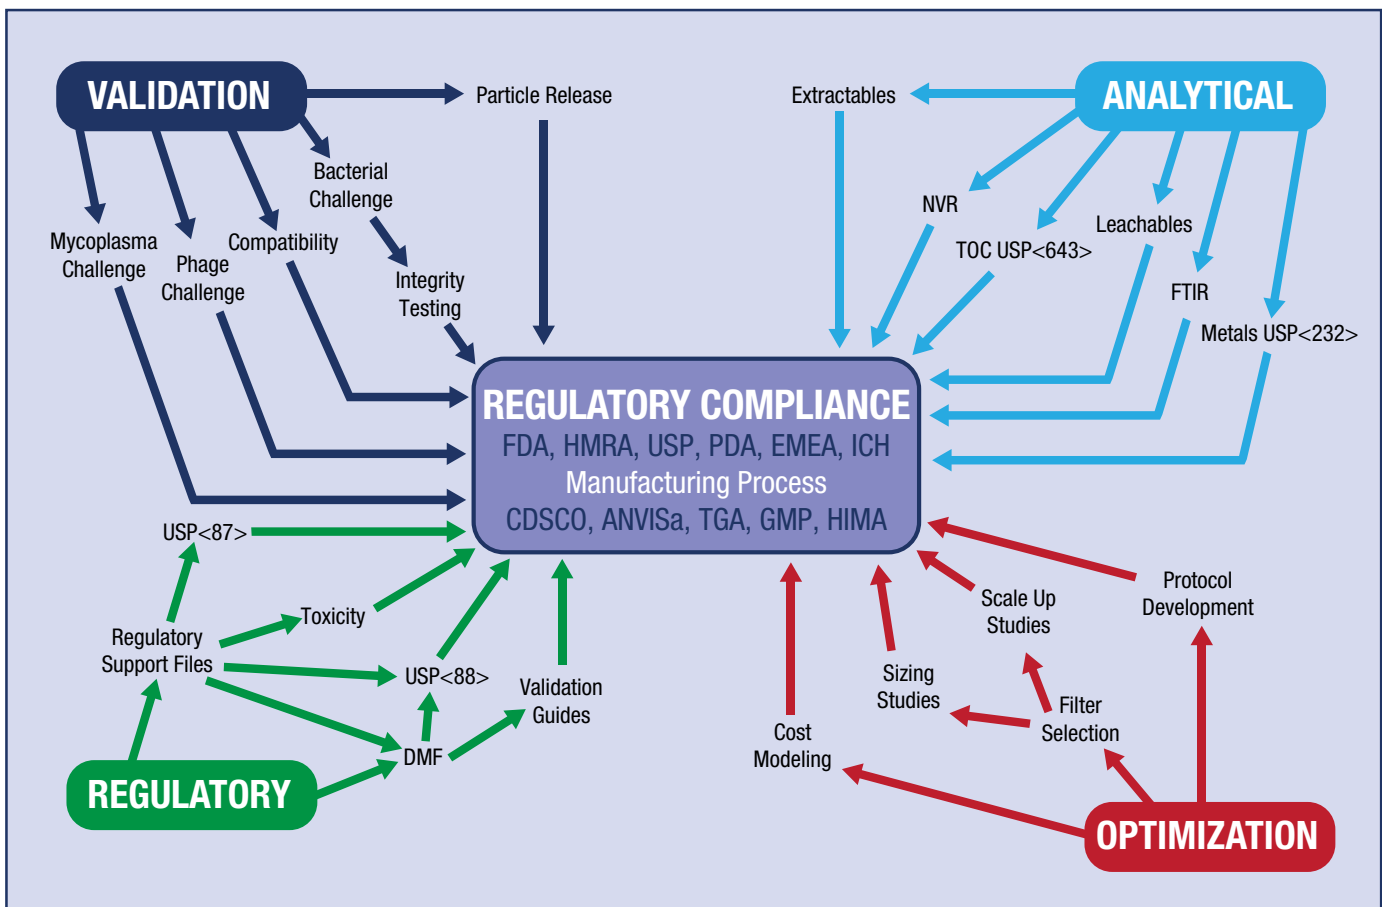 VALIDATION
Particle Release
Bacterial
Challenge
Mycoplasma
Challenge
Phage
Challenge
Compatibility
Integrity
Testing
ANALYTICAL
Extractables
NVR
TOC USP<643>
Leachables
FTIR
Metals USP<232>
REGULATORY COMPLIANCE
FDA, HMRA, USP, PDA, EMEA, ICH
Manufacturing Process
CDSCO, ANVISa, TGA, GMP, HIMA
USP<87>
Toxicity
Regulatory
Support Files
USP<88>
Validation
Guides
DMF
REGULATORY
Protocol
Development
Scale Up
Studies
Sizing
Studies
Filter
Selection
Cost
Modeling
OPTIMIZATION